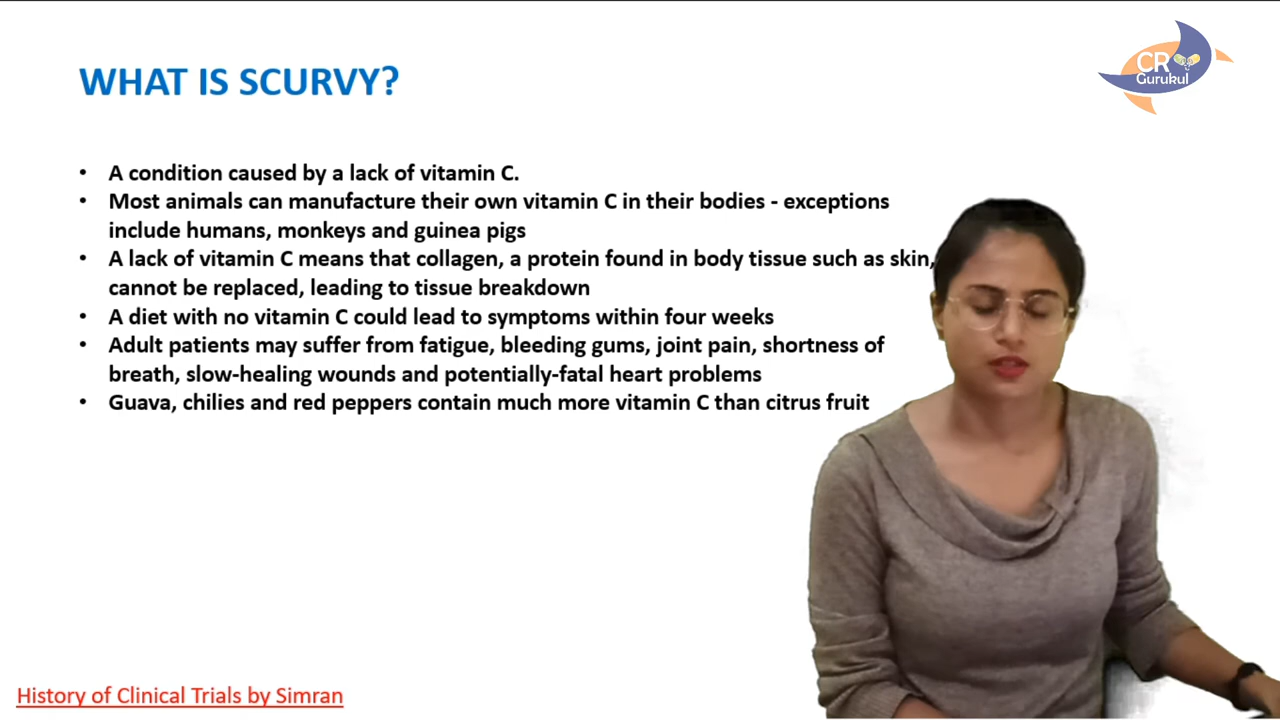 WHAT IS SCURVY?
CR
Gurukul
• A condition caused by a lack of vitamin C.
• Most animals can manufacture their own vitamin C in their bodies - exceptions
include humans, monkeys and guinea pigs
• A lack of vitamin C means that collagen, a protein found in body tissue such as skin,
cannot be replaced, leading to tissue breakdown
• A diet with no vitamin C could lead to symptoms within four weeks
• Adult patients may suffer from fatigue, bleeding gums, joint pain, shortness of
breath, slow-healing wounds and potentially-fatal heart problems
• Guava, chilies and red peppers contain much more vitamin C than citrus fruit
History of Clinical Trials by Simran